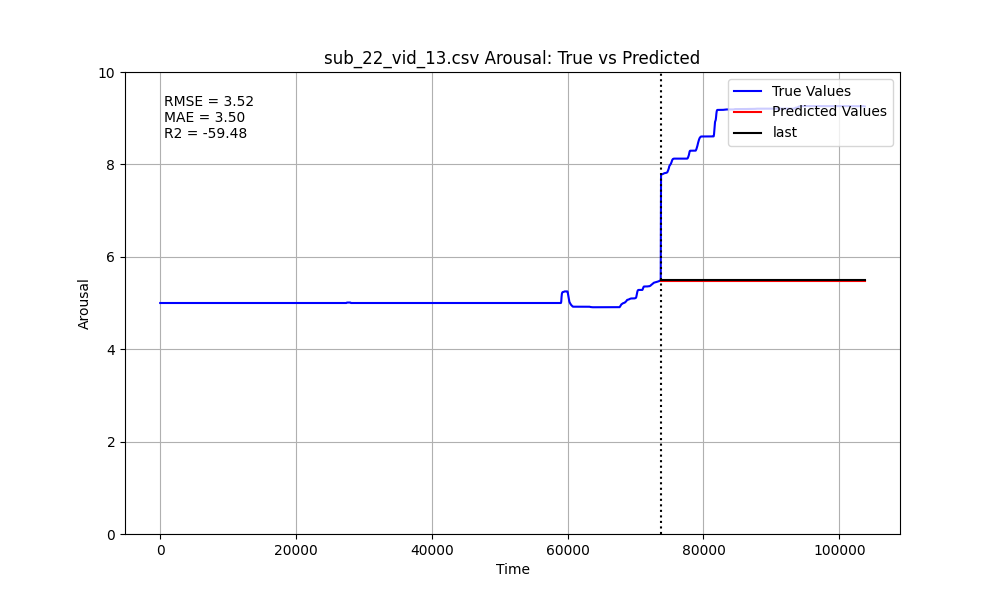 sub_22_vid_13.csv Arousal: True vs Predicted
RMSE = 3.52
MAE = 3.50
R2 = -59.48
True Values
Predicted Values
last
Arousal
10
8
6
4
2
0
0 20000 40000 60000 80000 100000
Time